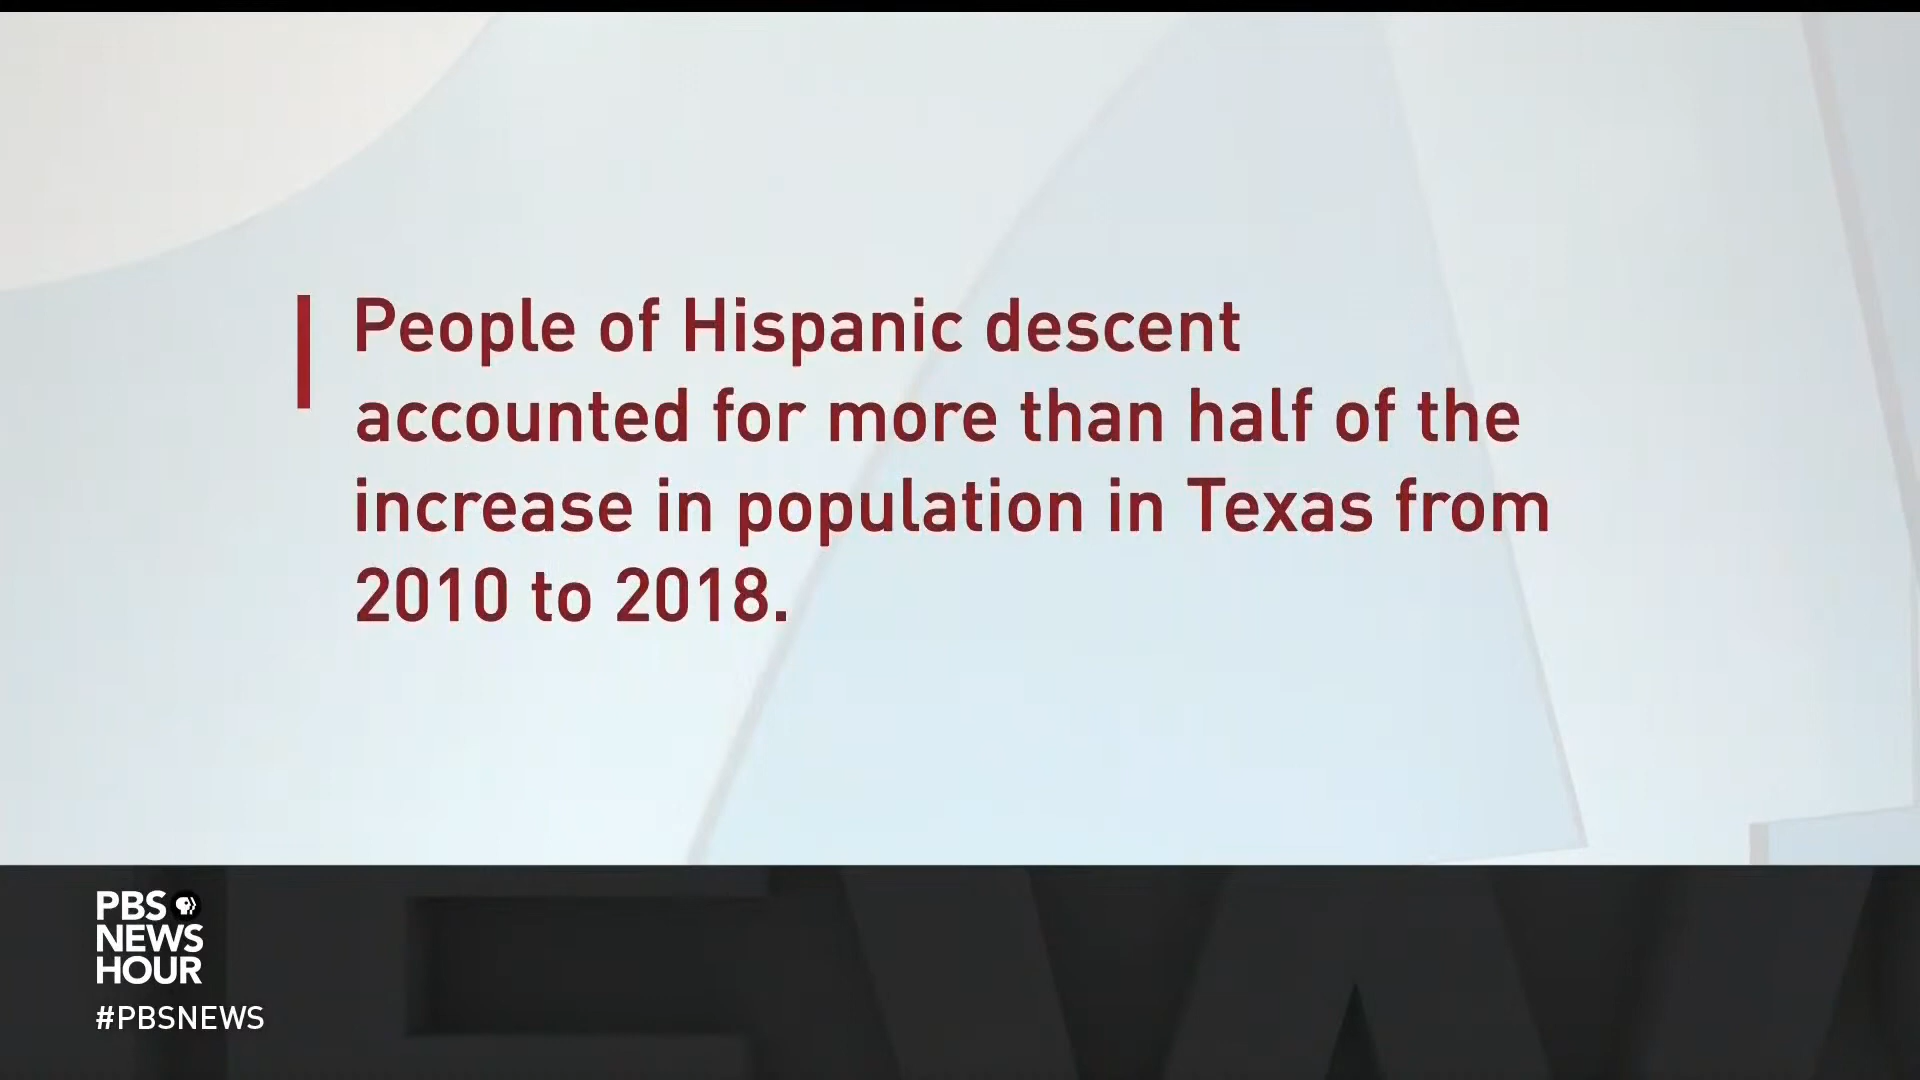 People of Hispanic descent
accounted for more than half of the
increase in population in Texas from
2010 to 2018.
PBS
NEWS
HOUR
#PBSNEWS